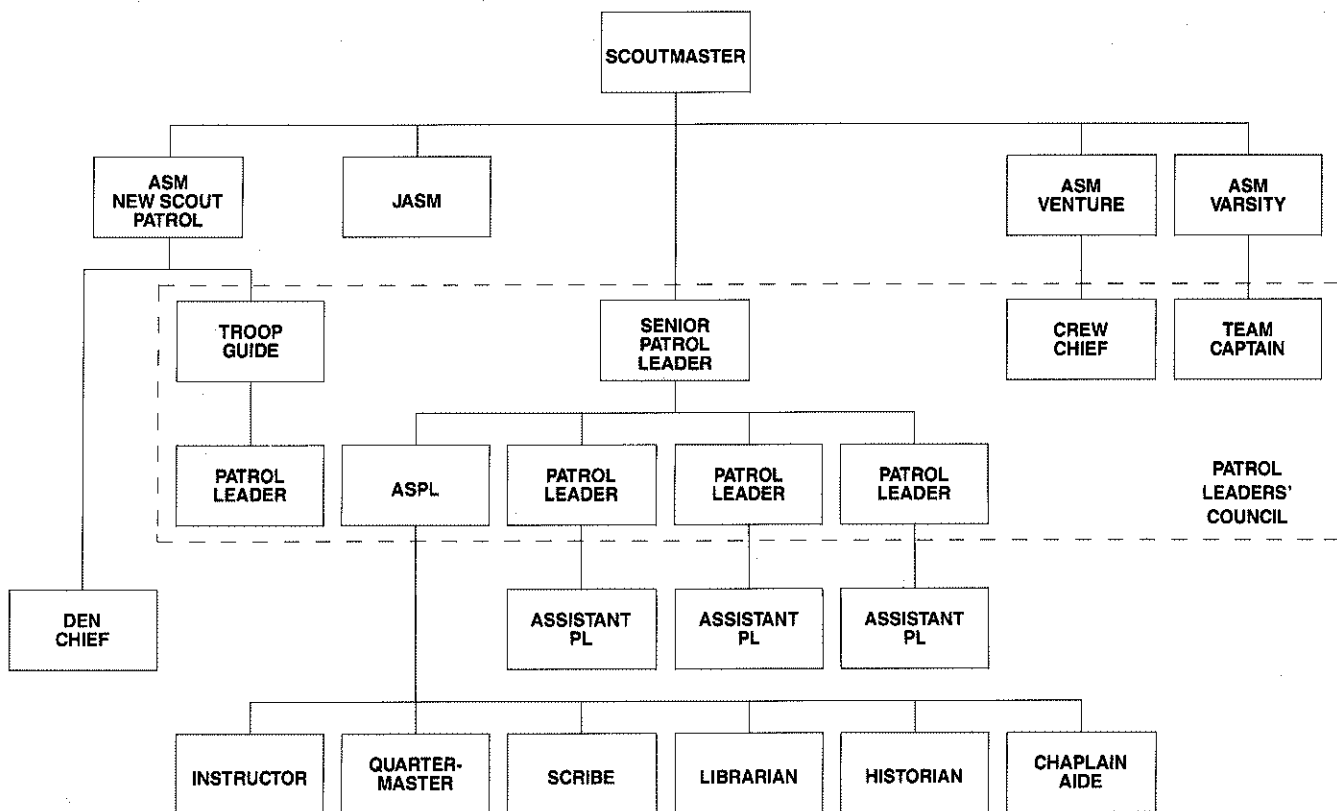 SCOUTMASTER
ASM
NEW SCOUT
PATROL
JASM
ASM
VENTURE
ASM
VARSITY
TROOP
GUIDE
SENIOR
PATROL
LEADER
CREW
CHIEF
TEAM
CAPTAIN
PATROL
LEADER
ASPL
PATROL
LEADER
PATROL
LEADER
PATROL
LEADER
PATROL
LEADERS'
COUNCIL
DEN
CHIEF
ASSISTANT
PL
ASSISTANT
PL
ASSISTANT
PL
INSTRUCTOR
QUARTER-
MASTER
SCRIBE
LIBRARIAN
HISTORIAN
CHAPLAIN
AIDE